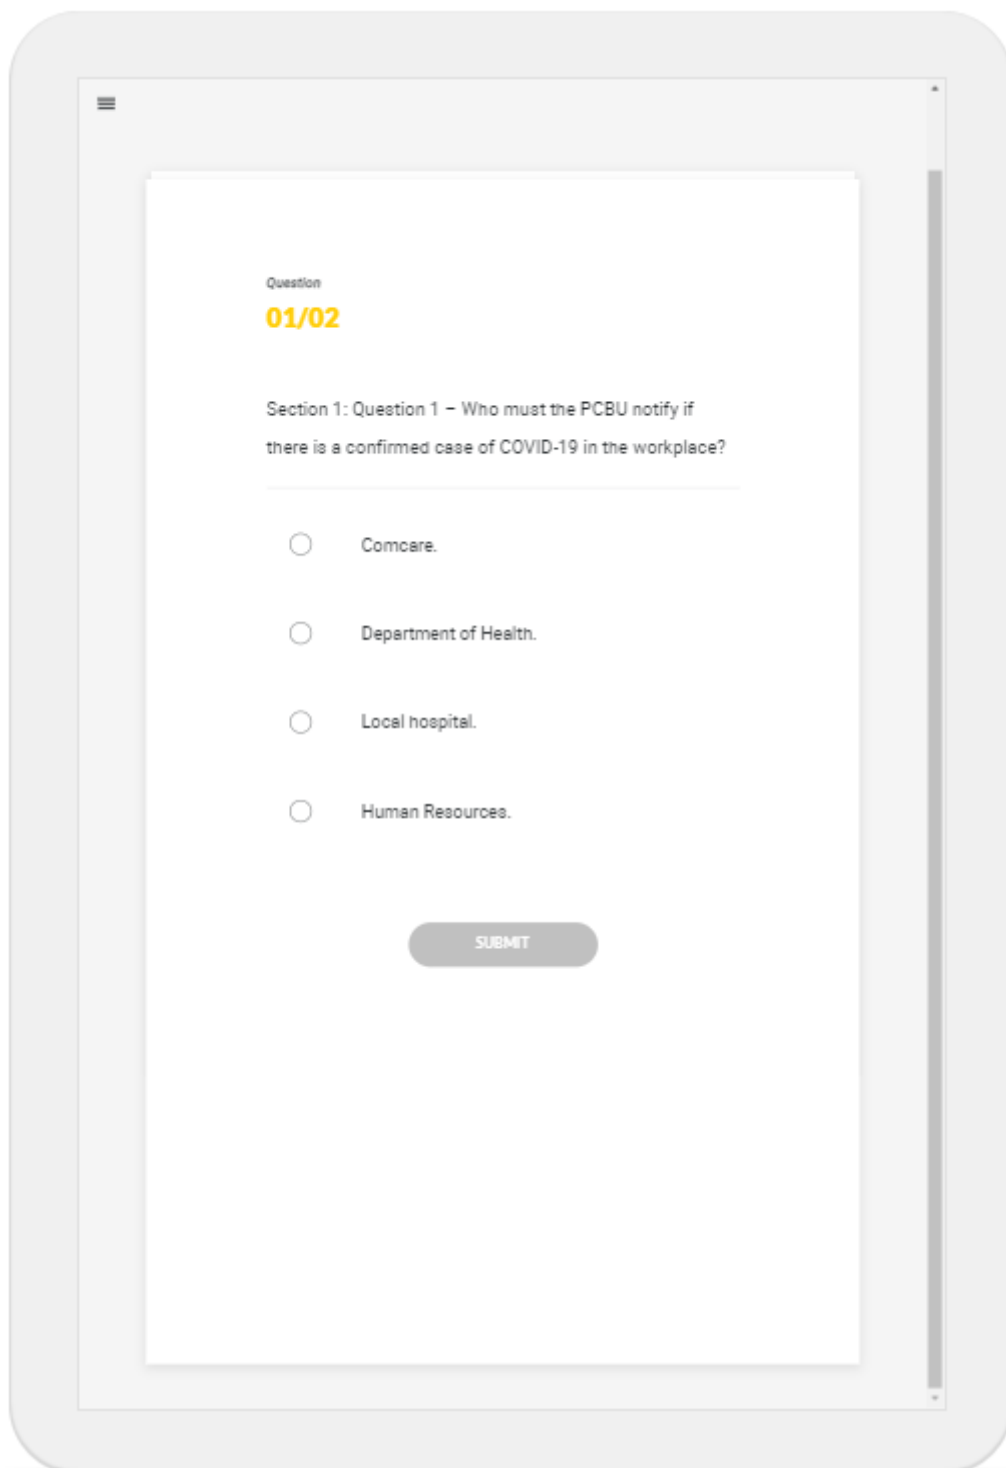 Question
01/02
Section 1: Question 1 – Who must the PCBU notify if
there is a confirmed case of COVID-19 in the workplace?
Comcare.
Department of Health.
Local hospital.
Human Resources.
SUBMIT